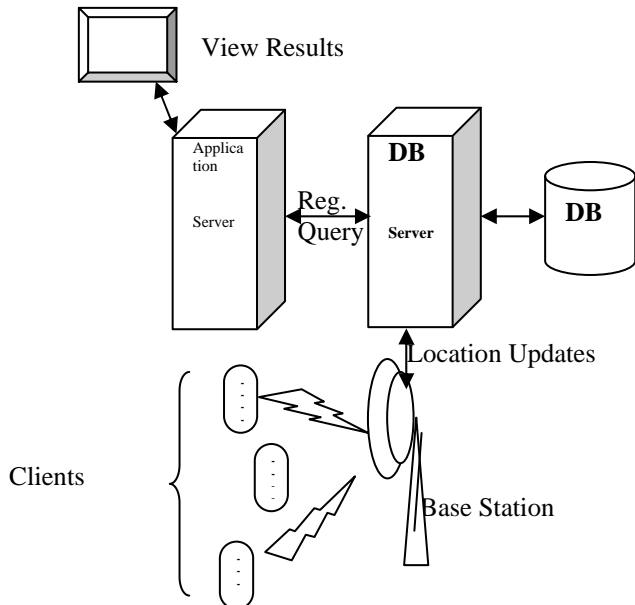 View Results
Applica
tion
Server
Reg.
Query
DB
Server
DB
Location Updates
Clients
Base Station